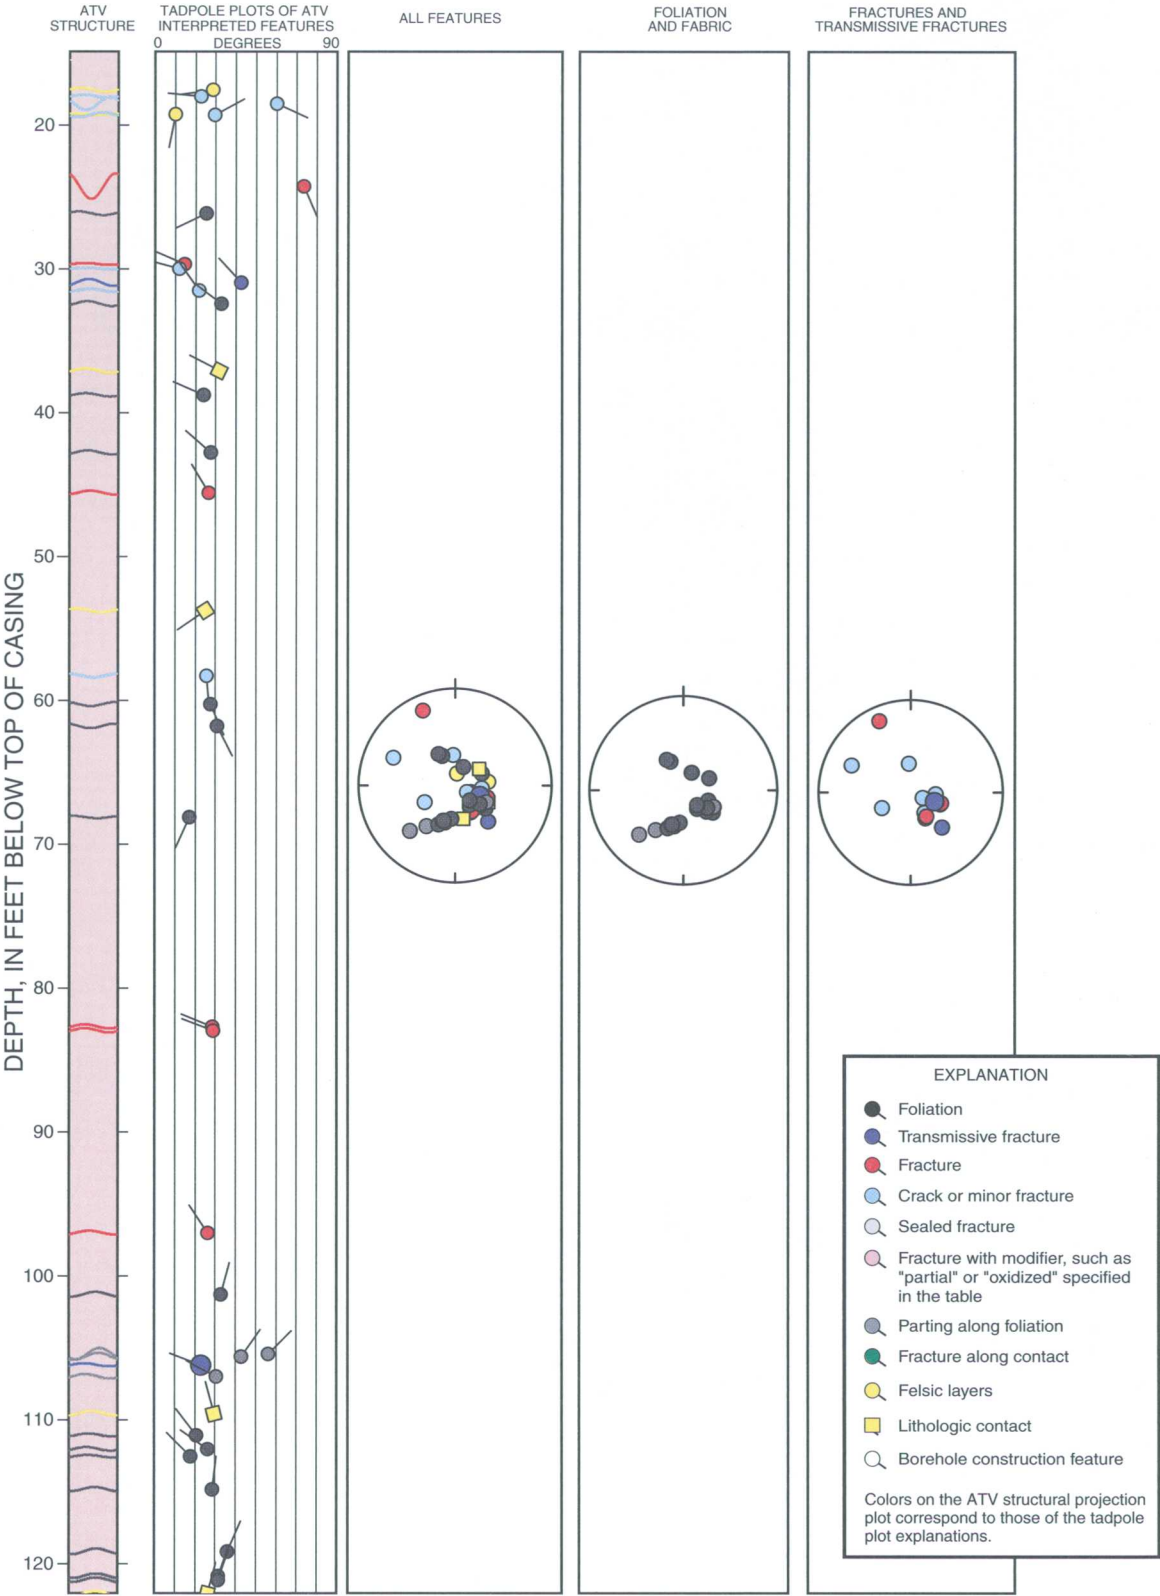 ATV
STRUCTURE
TADPOLE PLOTS OF ATV
INTERPRETED FEATURES
0 DEGREES 90
ALL FEATURES
FOLIATION
AND FABRIC
FRACTURES AND
TRANSMISSIVE FRACTURES
DEPTH, IN FEET BELOW TOP OF CASING
20
30
40
50
60
70
80
90
100
110
120
EXPLANATION
Foliation
Transmissive fracture
Fracture
Crack or minor fracture
Sealed fracture
Fracture with modifier, such as
"partial" or "oxidized" specified
in the table
Parting along foliation
Fracture along contact
Felsic layers
Lithologic contact
Borehole construction feature
Colors on the ATV structural projection
plot correspond to those of the tadpole
plot explanations.